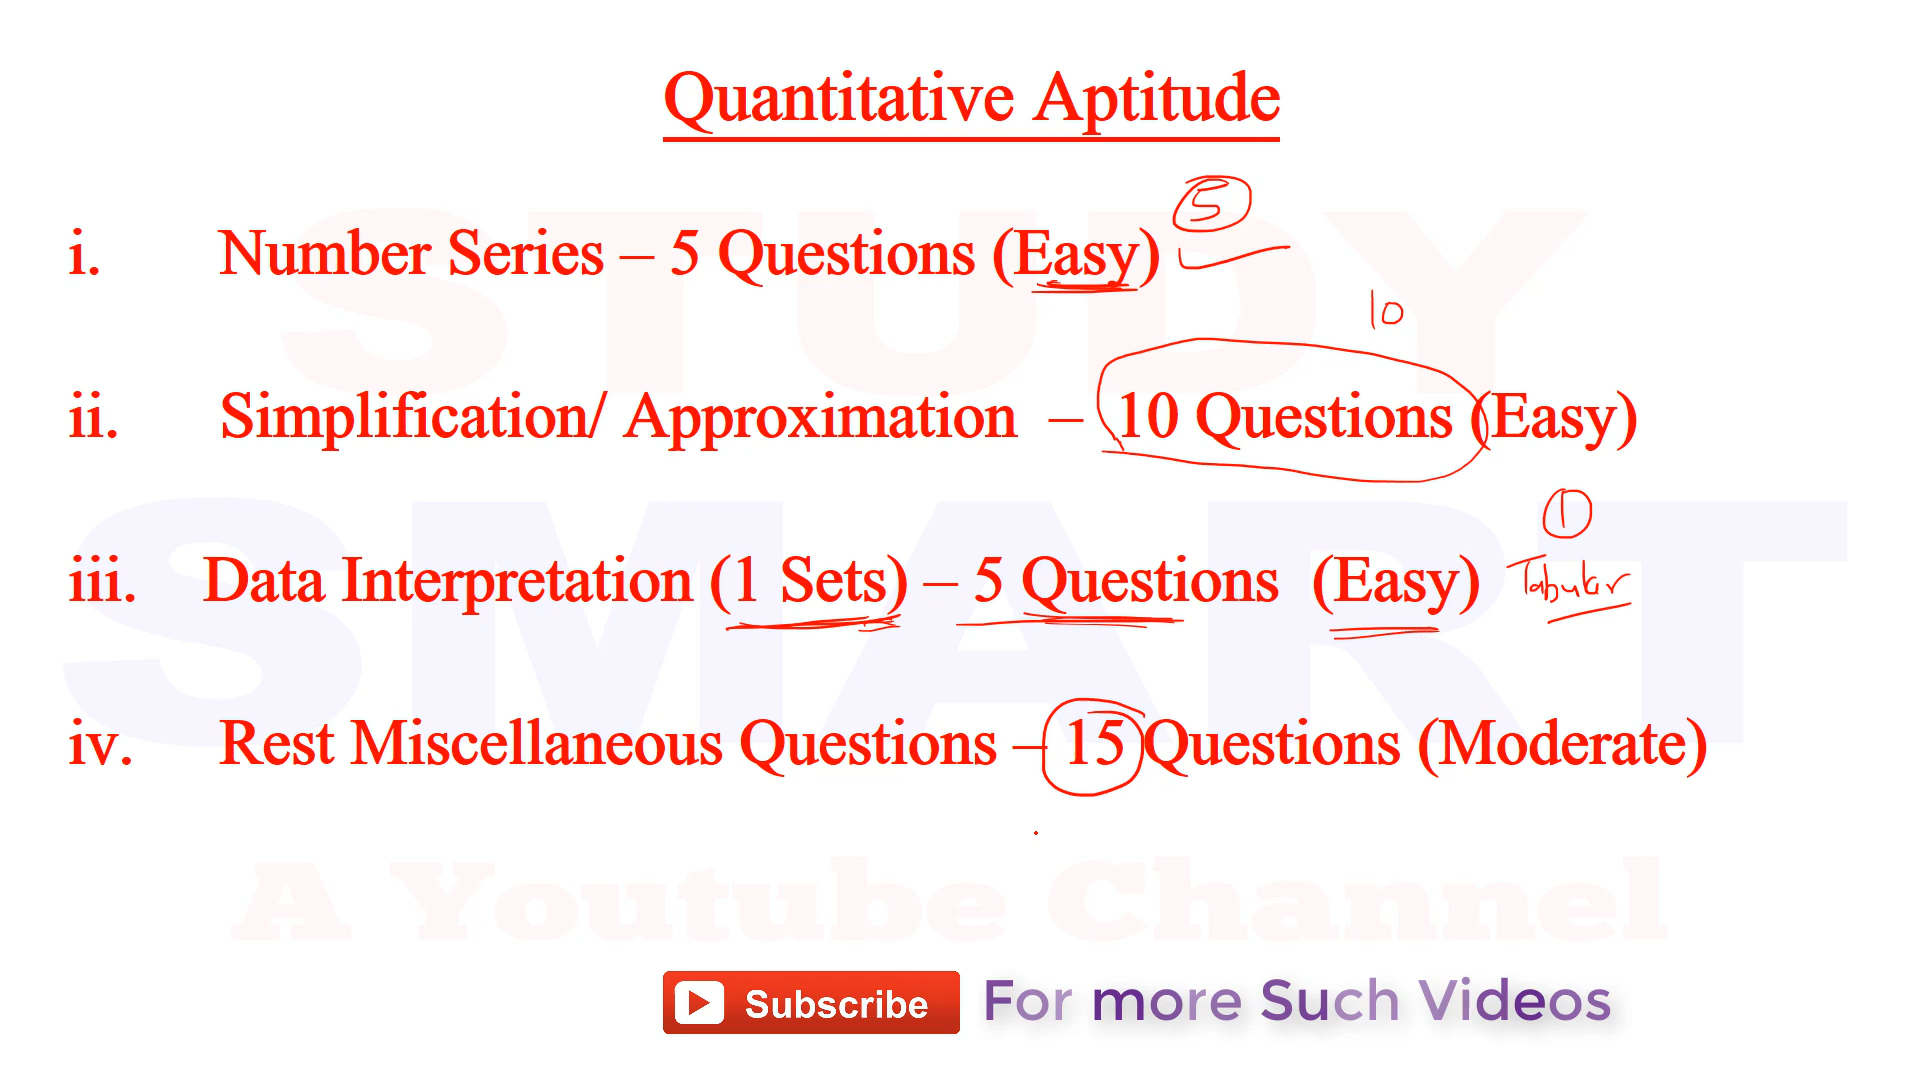 Quantitative Aptitude
5
i. Number Series – 5 Questions (Easy)
10
ii. Simplification/ Approximation – 10 Questions (Easy)
1
iii. Data Interpretation (1 Sets) – 5 Questions (Easy) Tabular
iv. Rest Miscellaneous Questions – 15 Questions (Moderate)
STUDY
SMART
A Youtube Channel
Subscribe For more Such Videos